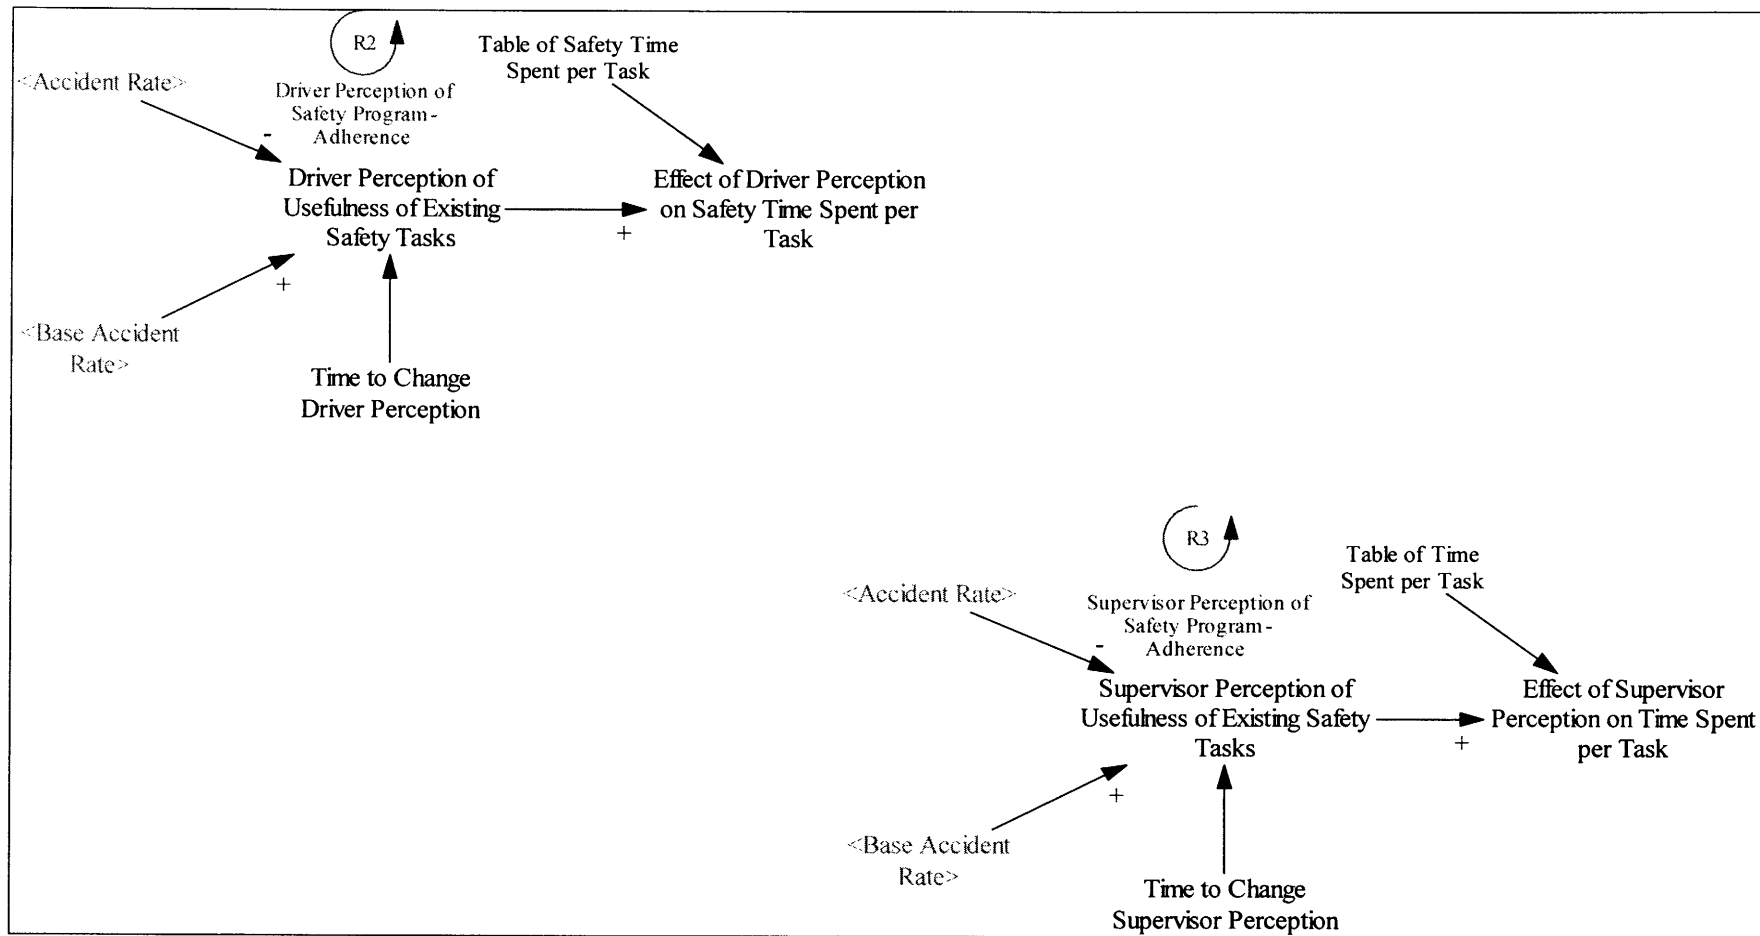 R2
Table of Safety Time
Spent per Task
<Accident Rate>
Driver Perception of
Safety Program-
Adherence
-
Driver Perception of
Usefulness of Existing
Safety Tasks
Effect of Driver Perception
on Safety Time Spent per
Task
+
+
<Base Accident
Rate>
Time to Change
Driver Perception
R3
Table of Time
Spent per Task
<Accident Rate>
Supervisor Perception of
Safety Program-
Adherence
-
Supervisor Perception of
Usefulness of Existing Safety
Tasks
Effect of Supervisor
Perception on Time Spent
per Task
+
+
<Base Accident
Rate>
Time to Change
Supervisor Perception